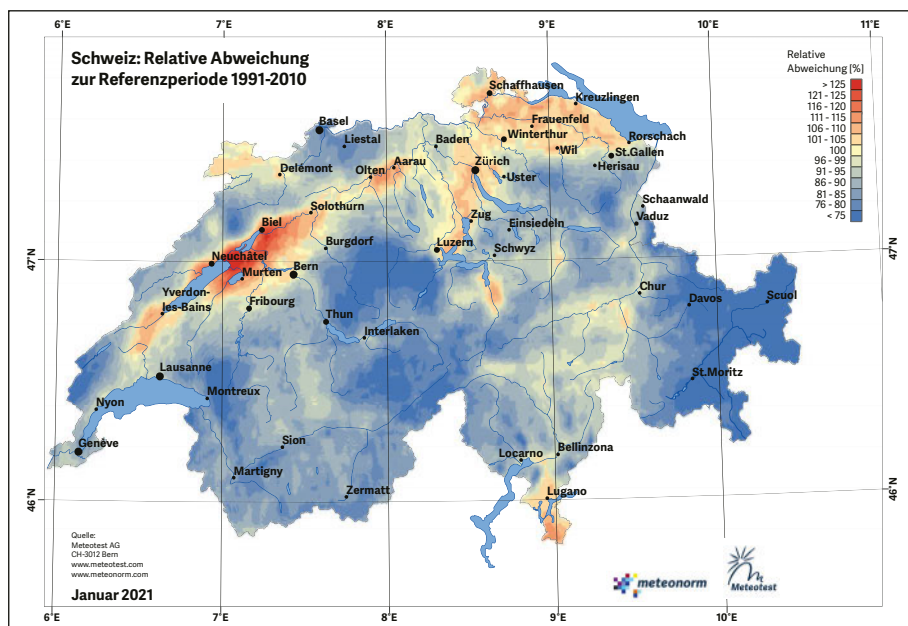 6°E 7°E 8°E 9°E 10°E 11°E
Schweiz: Relative Abweichung
zur Referenzperiode 1991-2010
Relative
Abweichung [%]
> 125
121 - 125
116 - 120
111 - 115
106 - 110
101 - 105
100
96 - 99
91 - 95
86 - 90
81 - 85
76 - 80
< 75
Schaffhausen
Kreuzlingen
Basel
Frauenfeld
Liestal
Baden
Winterthur
Rorschach
Wil
St.Gallen
Delémont
Olten
Aarau
Zürich
Uster
Herisau
Solothurn
Schaanwald
Biel
Zug
Einsiedeln
Vaduz
Burgdorf
Luzern
Schwyz
47°N
Neuchâtel
47°N
Murten
Bern
Yverdon-
les-Bains
Fribourg
Chur
Davos
Scuol
Thun
Interlaken
Lausanne
St.Moritz
Montreux
Nyon
Genève
Sion
Locarno
Bellinzona
Martigny
Zermatt
Lugano
46°N
46°N
Quelle:
Meteotest AG
CH-3012 Bern
www.meteotest.com
www.meteonorm.com
meteonorm
Meteotest
Januar 2021
6°E 7°E 8°E 9°E 10°E